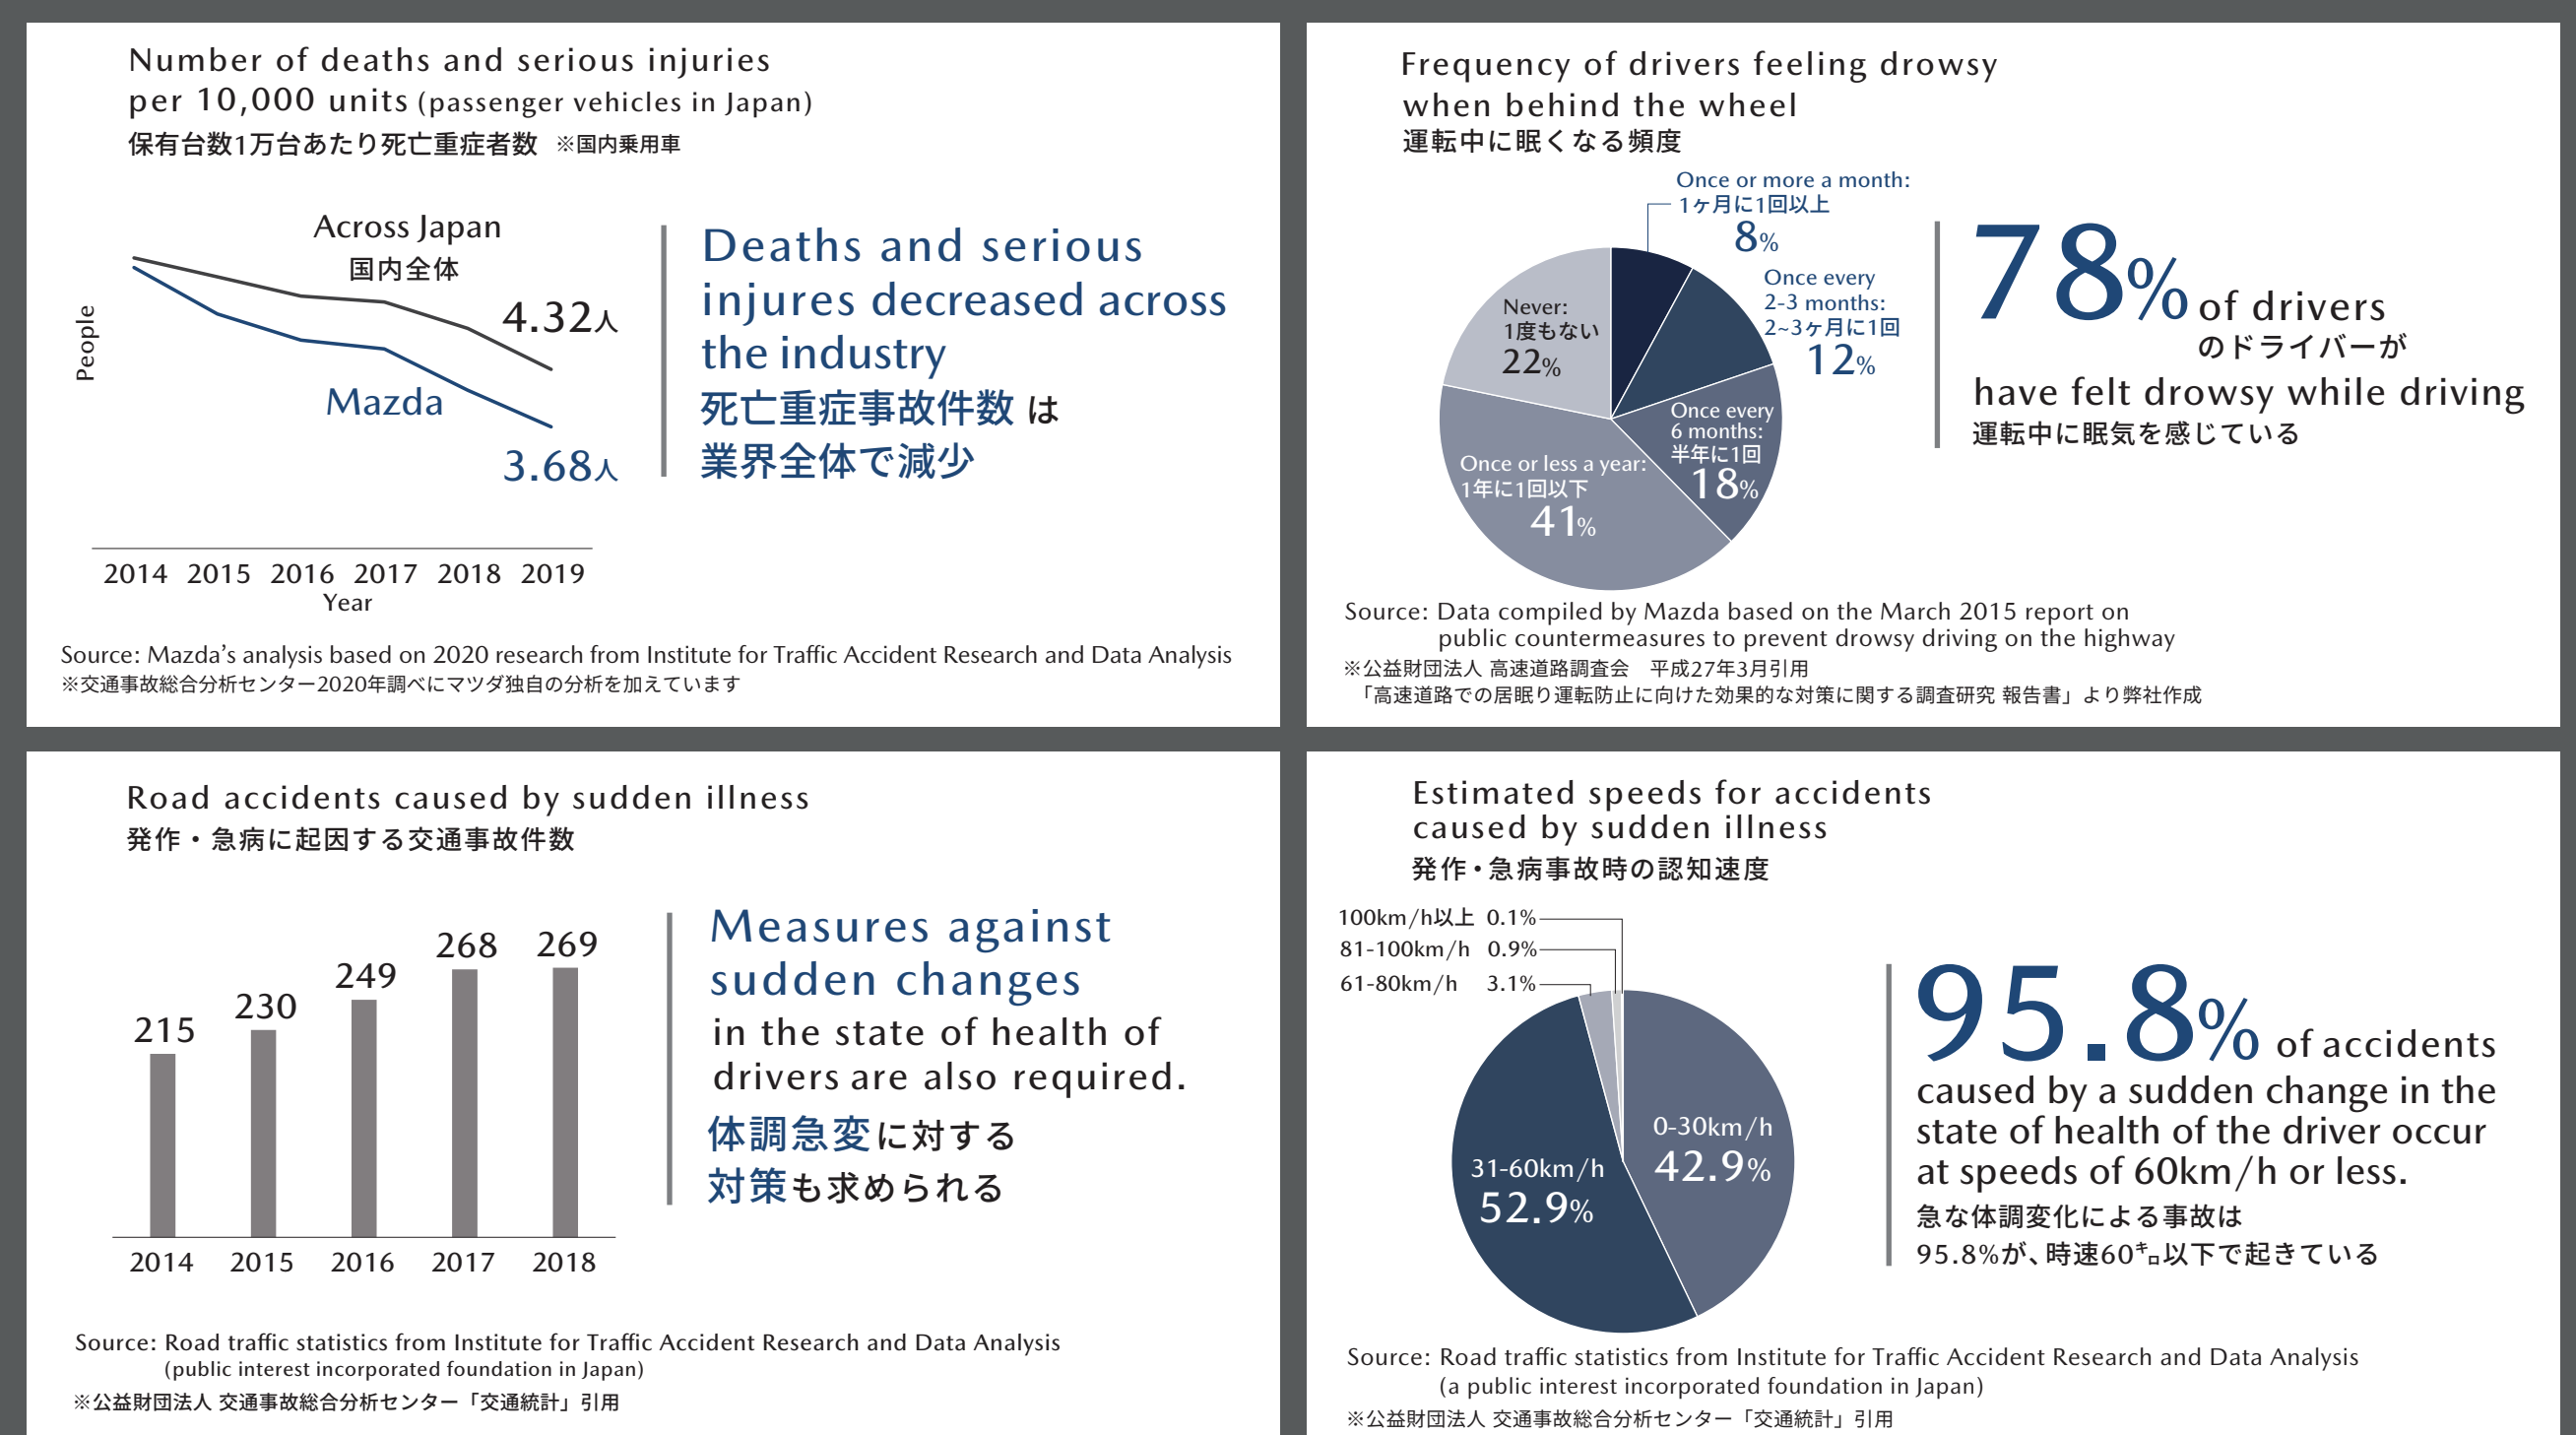 Number of deaths and serious injuries
per 10,000 units (passenger vehicles in Japan)
保有台数1万台あたり死亡重症者数 ※国内乗用車
People
Across Japan
国内全体
4.32人
Mazda
3.68人
2014 2015 2016 2017 2018 2019
Year
Deaths and serious
injures decreased across
the industry
死亡重症事故件数 は
業界全体で減少
Source: Mazda's analysis based on 2020 research from Institute for Traffic Accident Research and Data Analysis
※交通事故総合分析センター2020年調べにマツダ独自の分析を加えています
Frequency of drivers feeling drowsy
when behind the wheel
運転中に眠くなる頻度
Once or more a month:
1ヶ月に1回以上
8%
Once every
2-3 months:
2~3ヶ月に1回
12%
Once every
6 months:
半年に1回
18%
Once or less a year:
1年に1回以下
41%
Never:
1度もない
22%
78% of drivers
のドライバーが
have felt drowsy while driving
運転中に眠気を感じている
Source: Data compiled by Mazda based on the March 2015 report on
public countermeasures to prevent drowsy driving on the highway
※公益財団法人 高速道路調査会 平成27年3月引用
「高速道路での居眠り運転防止に向けた効果的な対策に関する調査研究 報告書」より弊社作成
Road accidents caused by sudden illness
発作・急病に起因する交通事故件数
215
230
249
268
269
2014 2015 2016 2017 2018
Measures against
sudden changes
in the state of health of
drivers are also required.
体調急変に対する
対策も求められる
Source: Road traffic statistics from Institute for Traffic Accident Research and Data Analysis
(public interest incorporated foundation in Japan)
※公益財団法人 交通事故総合分析センター「交通統計」引用
Estimated speeds for accidents
caused by sudden illness
発作・急病事故時の認知速度
100km/h以上 0.1%
81-100km/h 0.9%
61-80km/h 3.1%
0-30km/h
42.9%
31-60km/h
52.9%
95.8% of accidents
caused by a sudden change in the
state of health of the driver occur
at speeds of 60km/h or less.
急な体調変化による事故は
95.8%が、時速60㌔以下で起きている
Source: Road traffic statistics from Institute for Traffic Accident Research and Data Analysis
(a public interest incorporated foundation in Japan)
※公益財団法人 交通事故総合分析センター「交通統計」引用